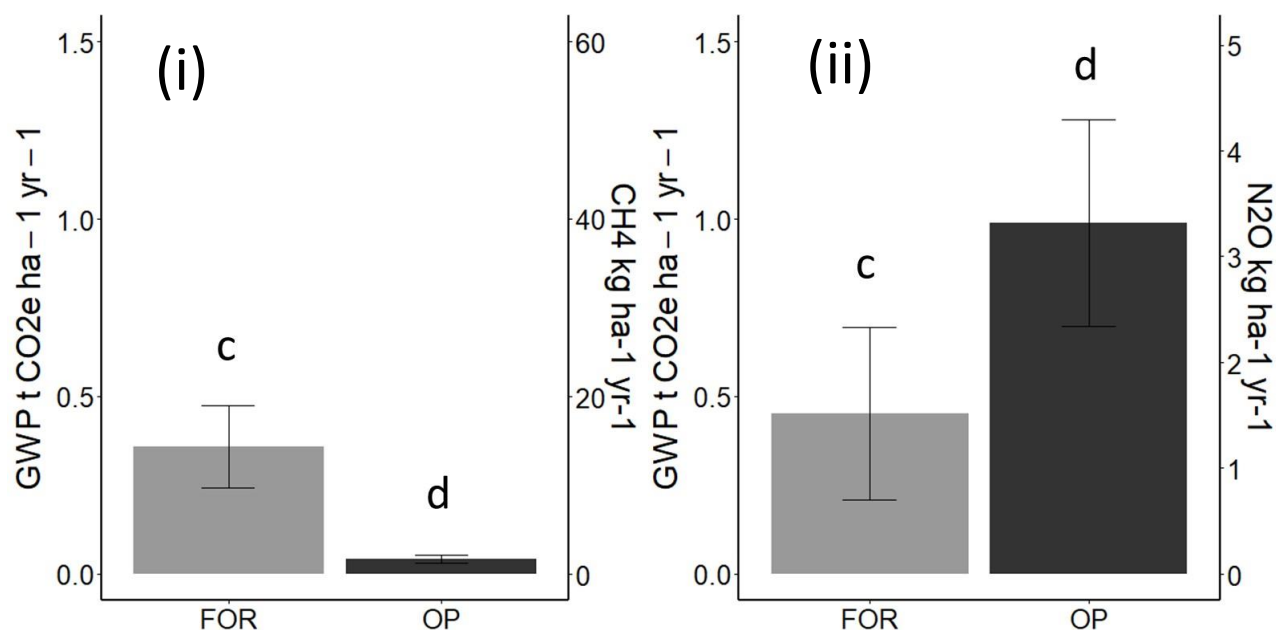 (i)
GWP t CO2e ha – 1 yr – 1
1.5
1.0
0.5
0.0
c
d
FOR
OP
60
40
20
0
CH4 kg ha-1 yr-1
(ii)
GWP t CO2e ha – 1 yr – 1
1.5
1.0
0.5
0.0
c
d
FOR
OP
5
4
3
2
1
0
N2O kg ha-1 yr-1